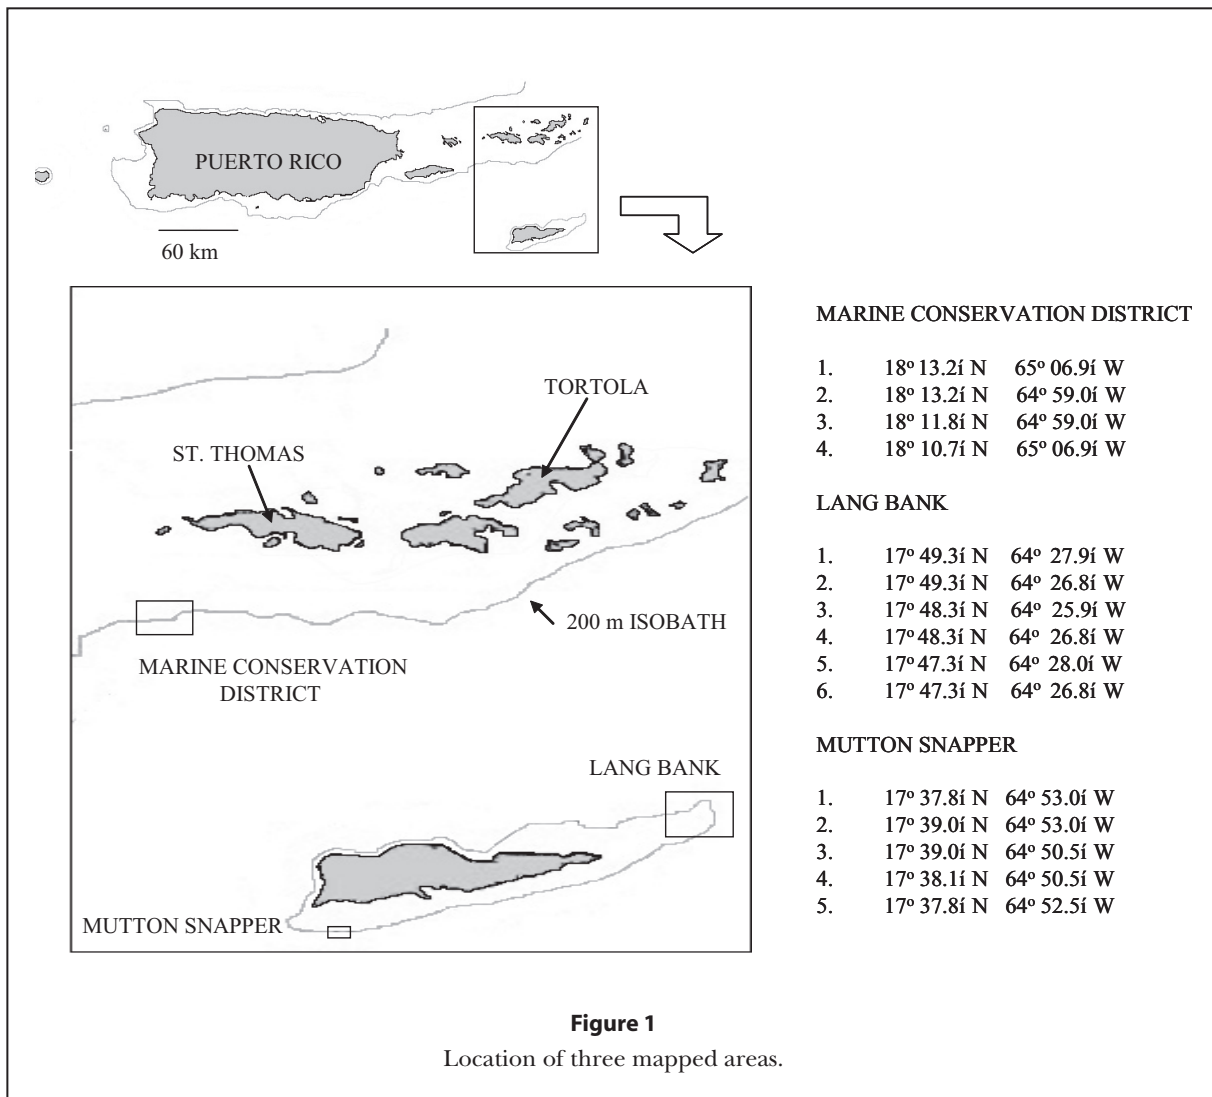 PUERTO RICO
60 km
TORTOLA
ST. THOMAS
200 m ISOBATH
MARINE CONSERVATION
DISTRICT
LANG BANK
MUTTON SNAPPER
MARINE CONSERVATION DISTRICT
1. 18º 13.2í N 65º 06.9í W
2. 18º 13.2í N 64º 59.0í W
3. 18º 11.8í N 64º 59.0í W
4. 18º 10.7í N 65º 06.9í W
LANG BANK
1. 17º 49.3í N 64º 27.9í W
2. 17º 49.3í N 64º 26.8í W
3. 17º 48.3í N 64º 25.9í W
4. 17º 48.3í N 64º 26.8í W
5. 17º 47.3í N 64º 28.0í W
6. 17º 47.3í N 64º 26.8í W
MUTTON SNAPPER
1. 17º 37.8í N 64º 53.0í W
2. 17º 39.0í N 64º 53.0í W
3. 17º 39.0í N 64º 50.5í W
4. 17º 38.1í N 64º 50.5í W
5. 17º 37.8í N 64º 52.5í W
Figure 1
Location of three mapped areas.